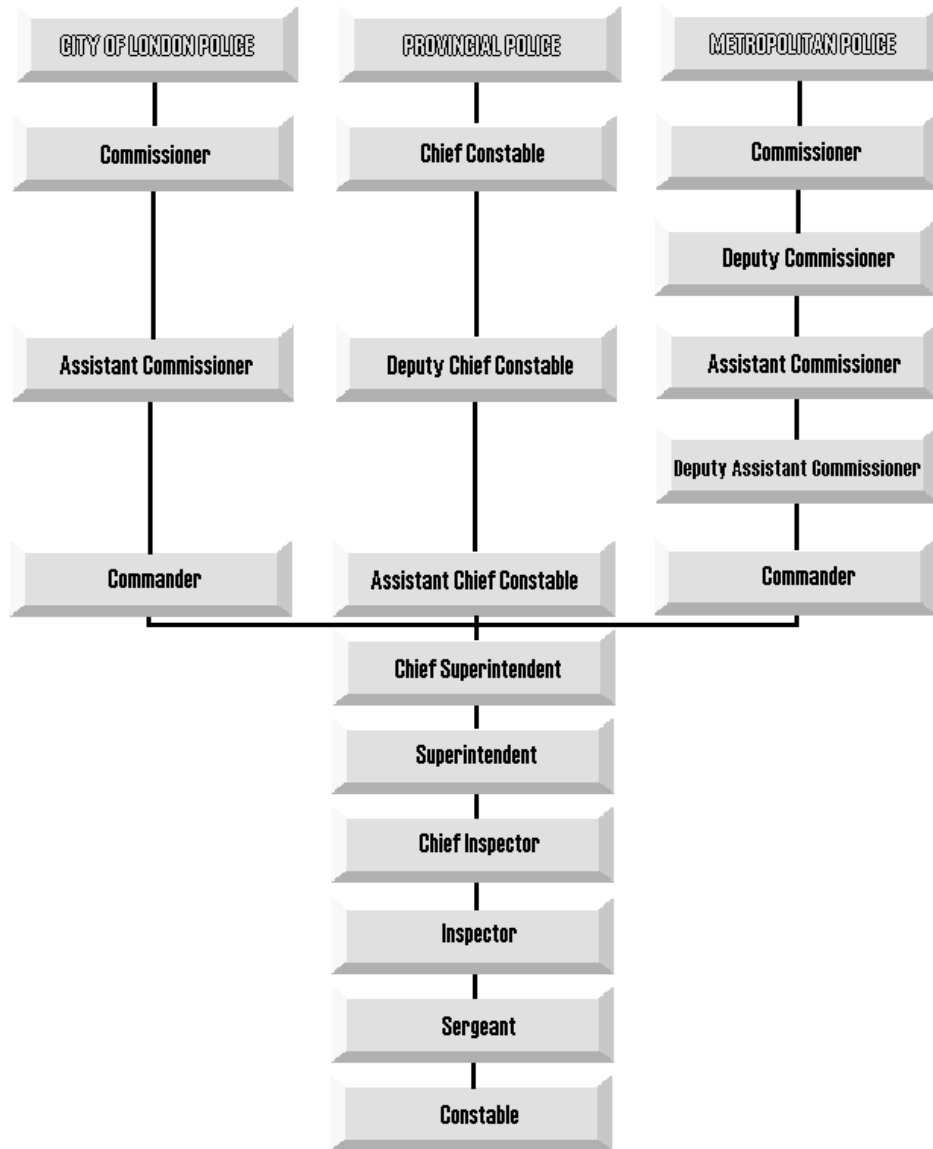 CITY OF LONDON POLICE
PROVINCIAL POLICE
METROPOLITAN POLICE
Commissioner
Chief Constable
Commissioner
Deputy Commissioner
Assistant Commissioner
Deputy Chief Constable
Assistant Commissioner
Deputy Assistant Commissioner
Commander
Assistant Chief Constable
Commander
Chief Superintendent
Superintendent
Chief Inspector
Inspector
Sergeant
Constable